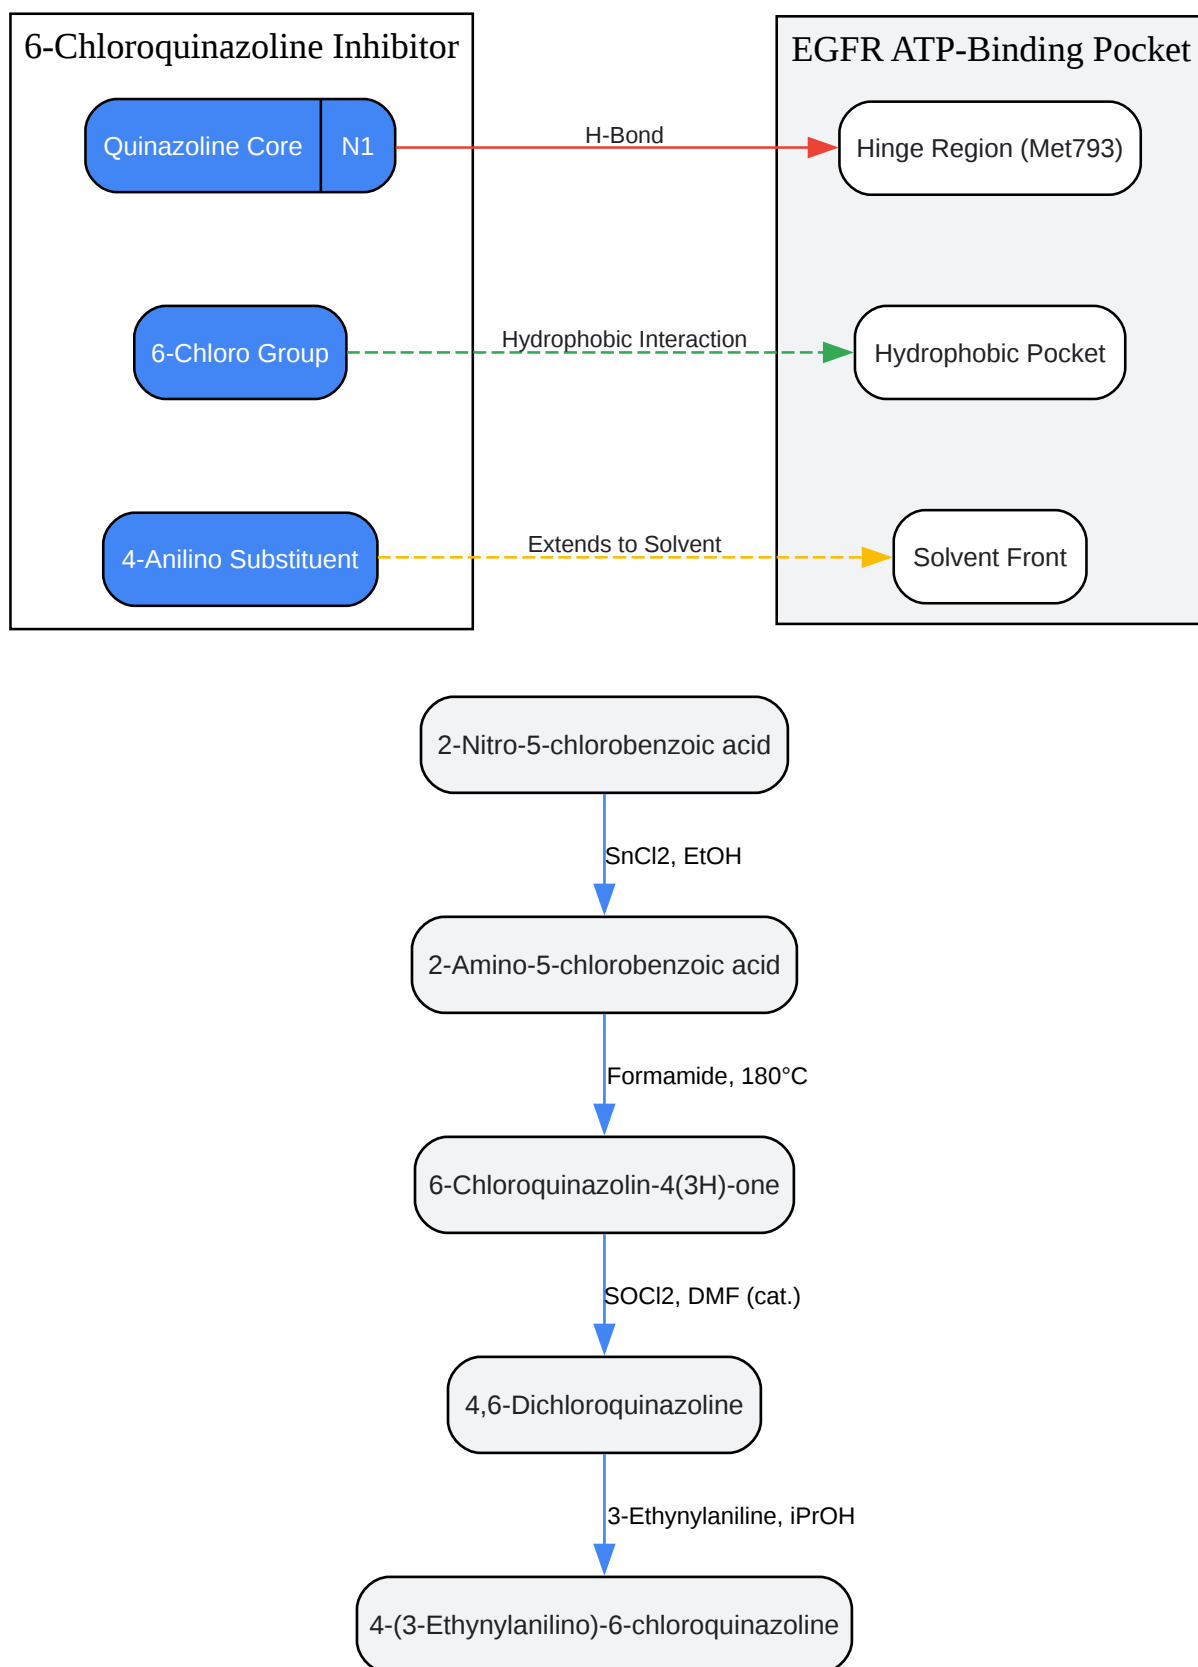 6-Chloroquinazoline Inhibitor
EGFR ATP-Binding Pocket
Quinazoline Core
N1
H-Bond
Hinge Region (Met793)
6-Chloro Group
Hydrophobic Interaction
Hydrophobic Pocket
4-Anilino Substituent
Extends to Solvent
Solvent Front
2-Nitro-5-chlorobenzoic acid
SnCl2, EtOH
2-Amino-5-chlorobenzoic acid
Formamide, 180°C
6-Chloroquinazolin-4(3H)-one
SOCl2, DMF (cat.)
4,6-Dichloroquinazoline
3-Ethynylaniline, iPrOH
4-(3-Ethynylanilino)-6-chloroquinazoline